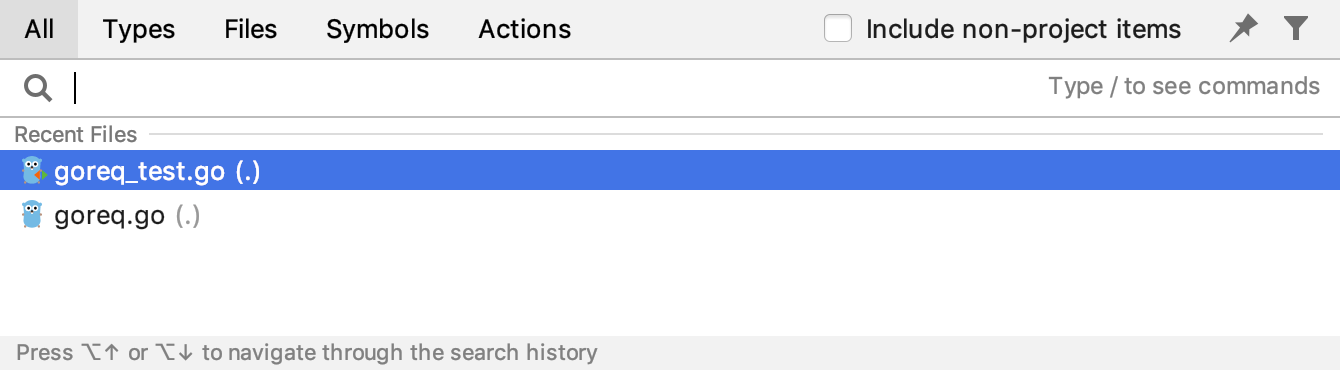 All Types Files Symbols Actions Include non-project items
Type / to see commands
Recent Files
goreq_test.go (.)
goreq.go (.)
Press ⌥↑ or ⌥↓ to navigate through the search history